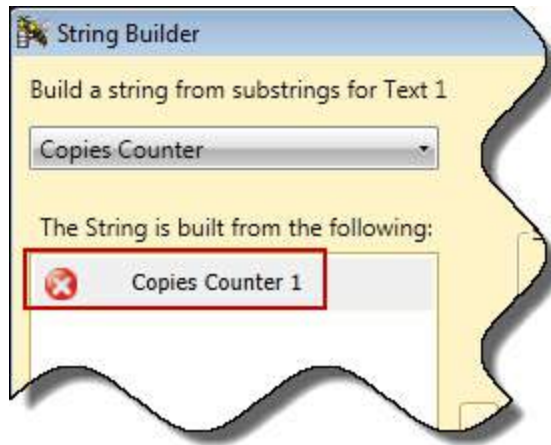 String Builder
Build a string from substrings for Text 1
Copies Counter
The String is built from the following:
Copies Counter 1